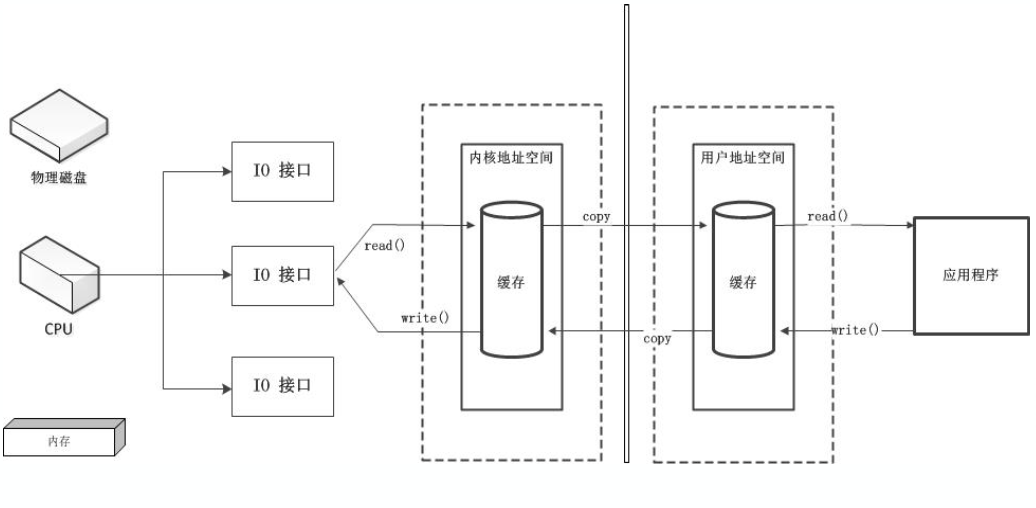 物理磁盘
CPU
内存
IO 接口
IO 接口
IO 接口
read()
write()
内核地址空间
缓存
copy
copy
用户地址空间
缓存
read()
write()
应用程序